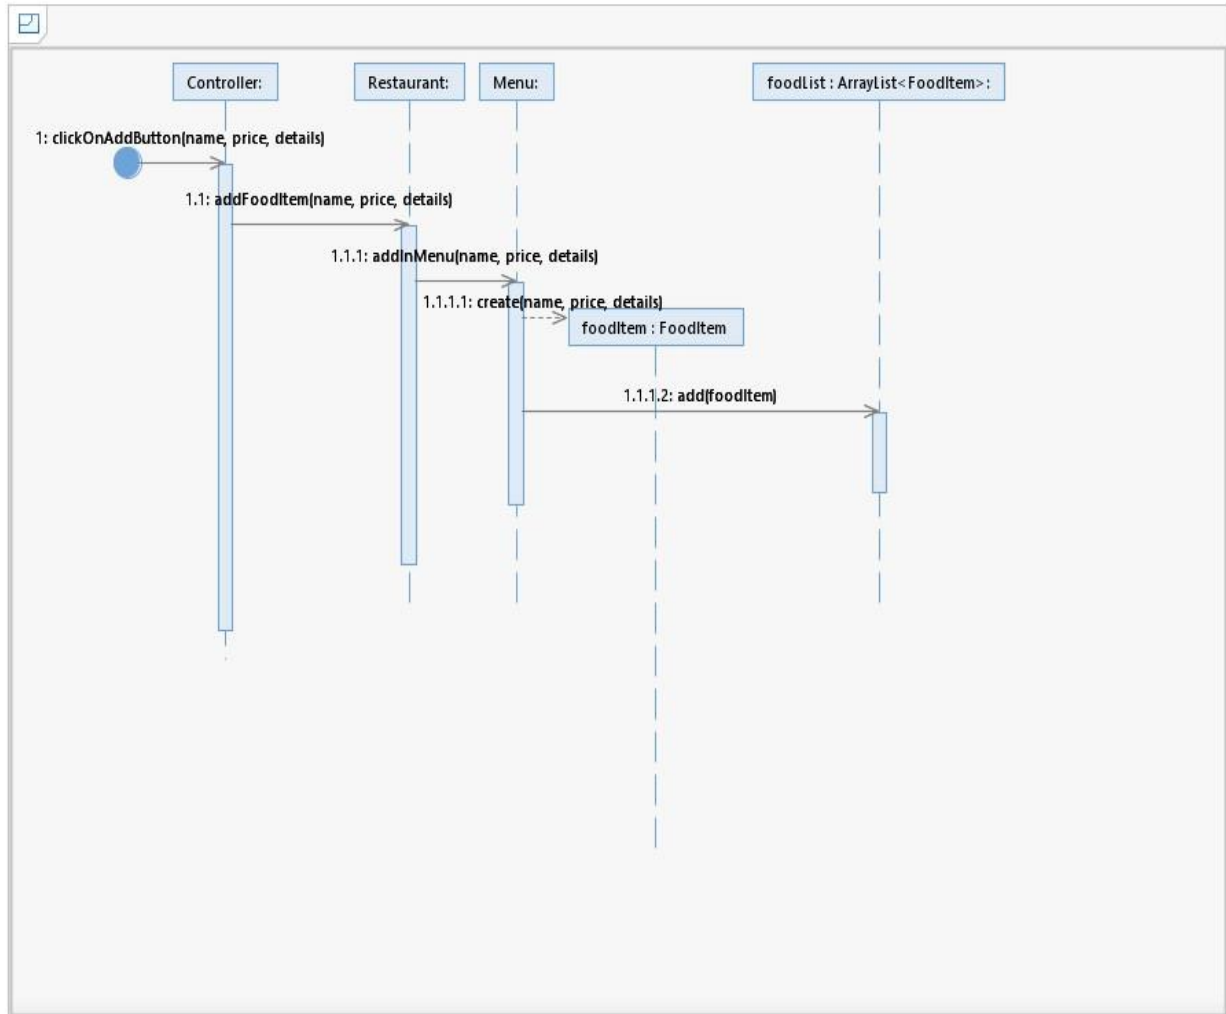 Controller:
Restaurant:
Menu:
foodList : ArrayList<FoodItem>:
1: clickOnAddButton(name, price, details)
1.1: addFoodItem(name, price, details)
1.1.1: addInMenu(name, price, details)
1.1.1.1: create(name, price, details)
foodItem : FoodItem
1.1.1.2: add(foodItem)